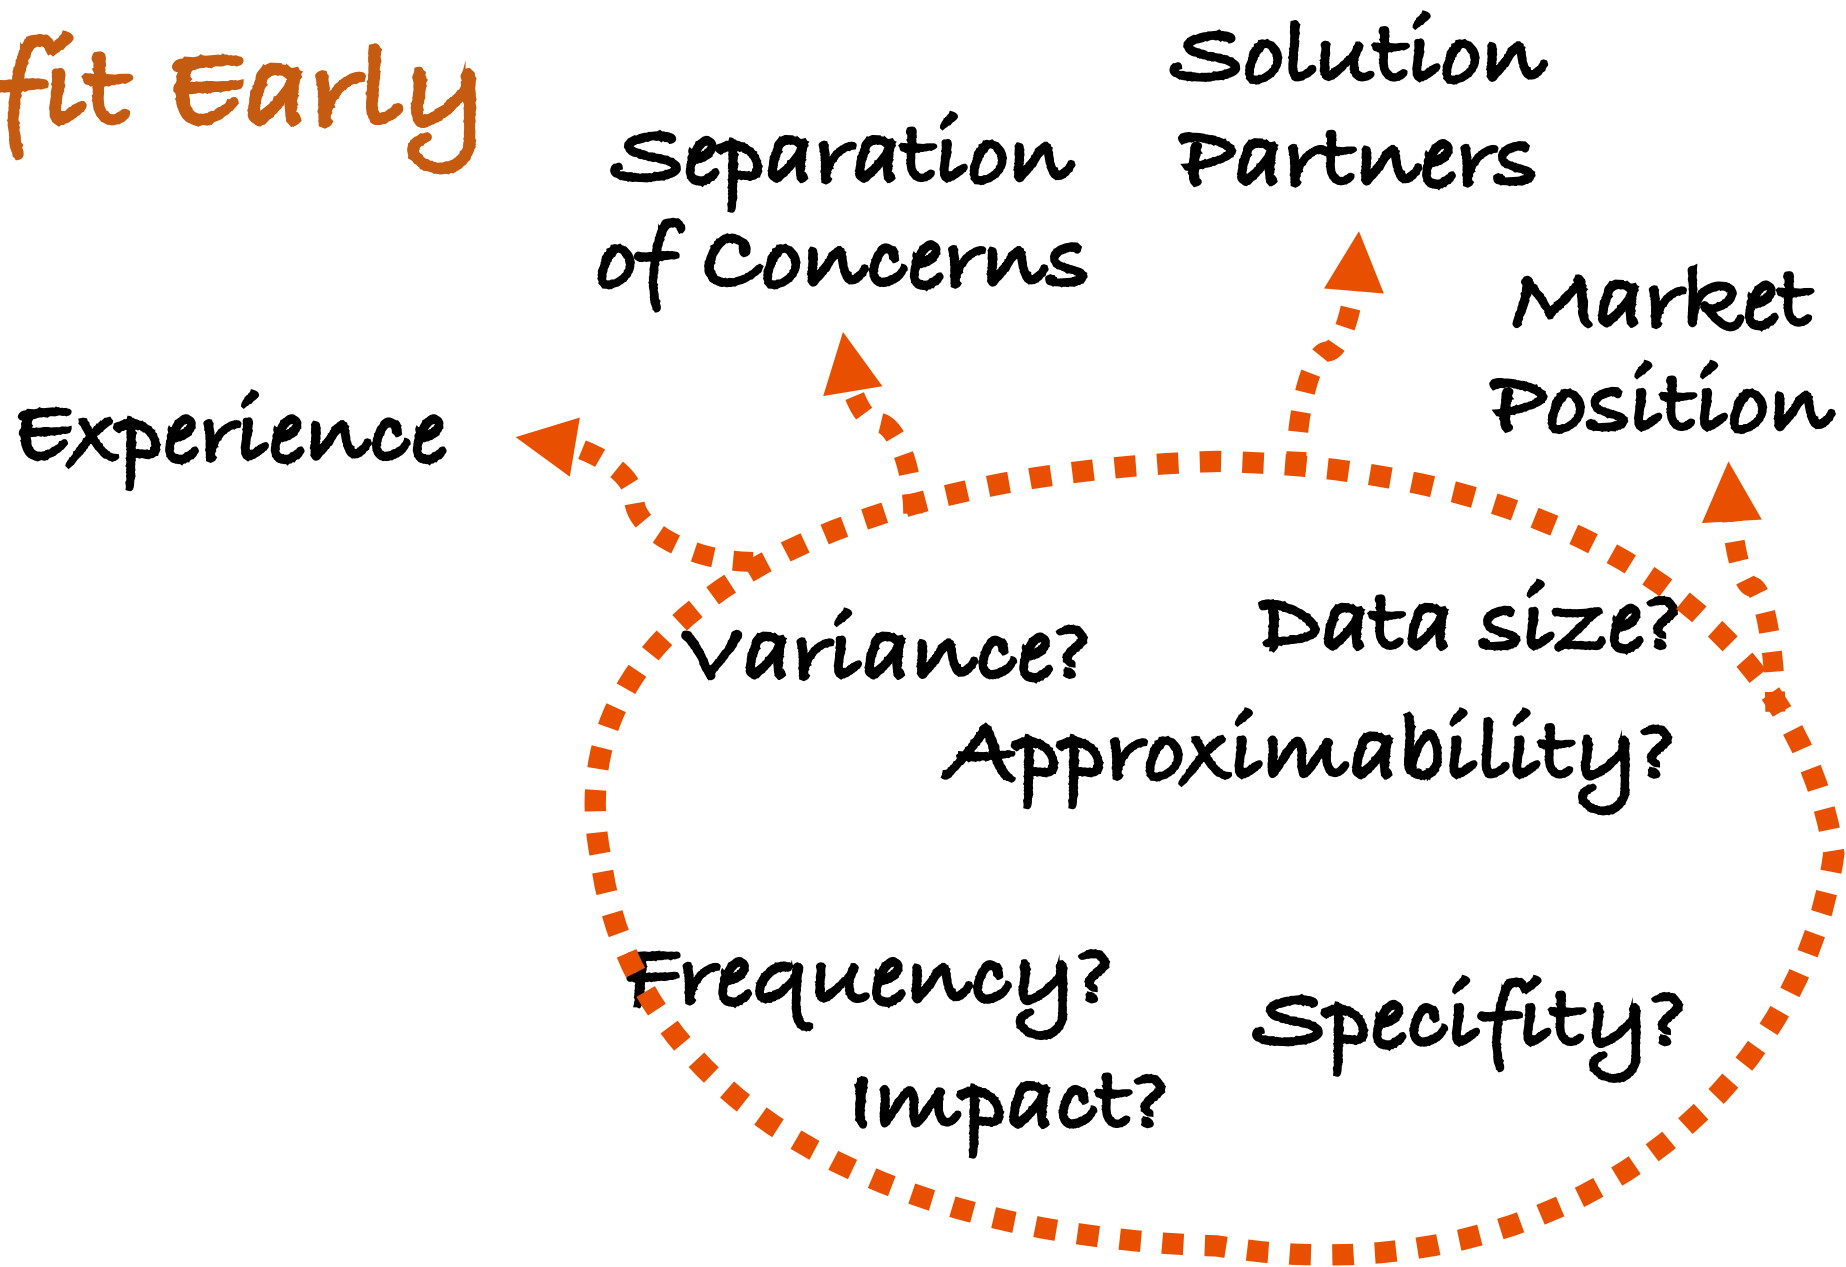 fit Early
Solution
Partners
Separation
of Concerns
Market
Position
Experience
Variance?
Data size?
Approximability?
Frequency?
Specifity?
Impact?